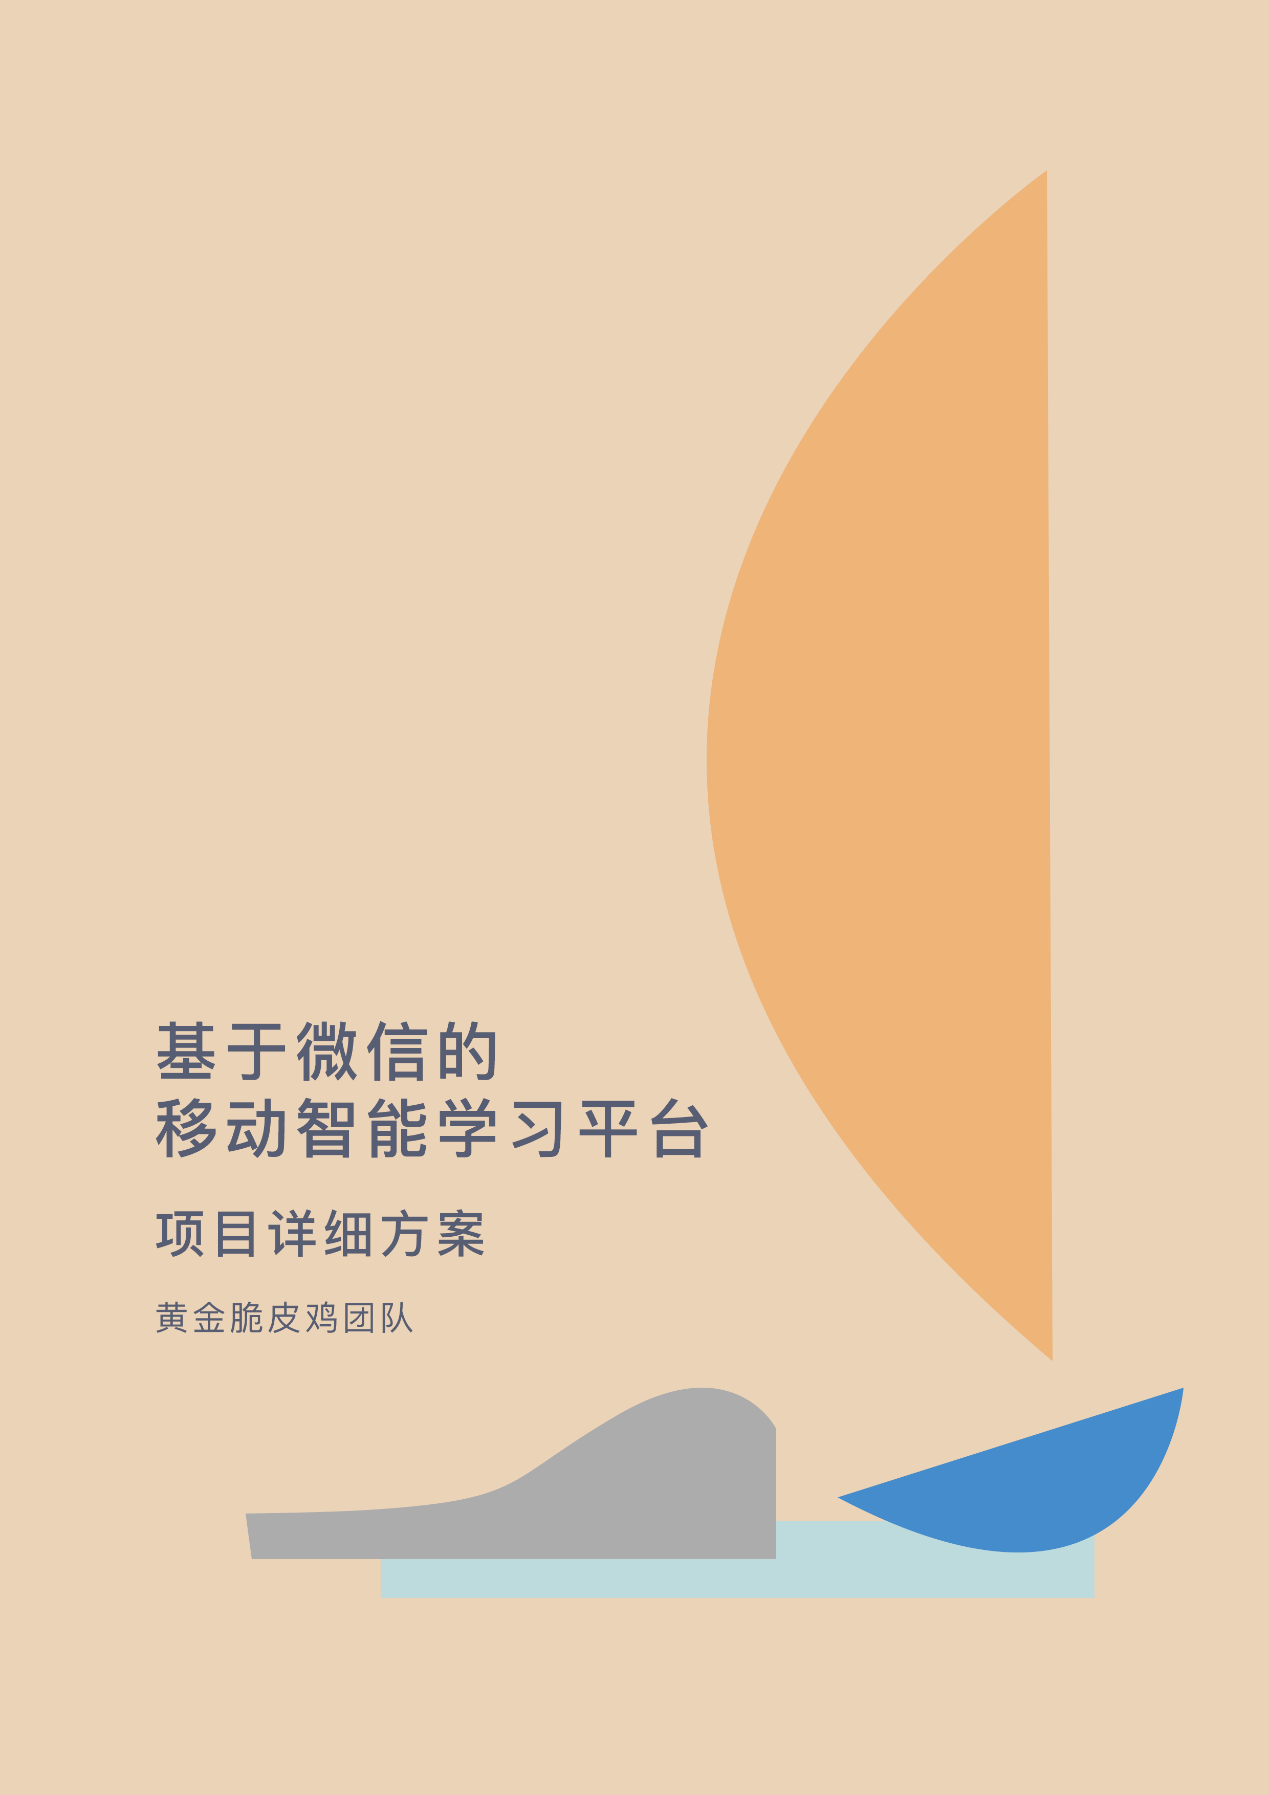 基于微信的
移动智能学习平台
项目详细方案
黄金脆皮鸡团队